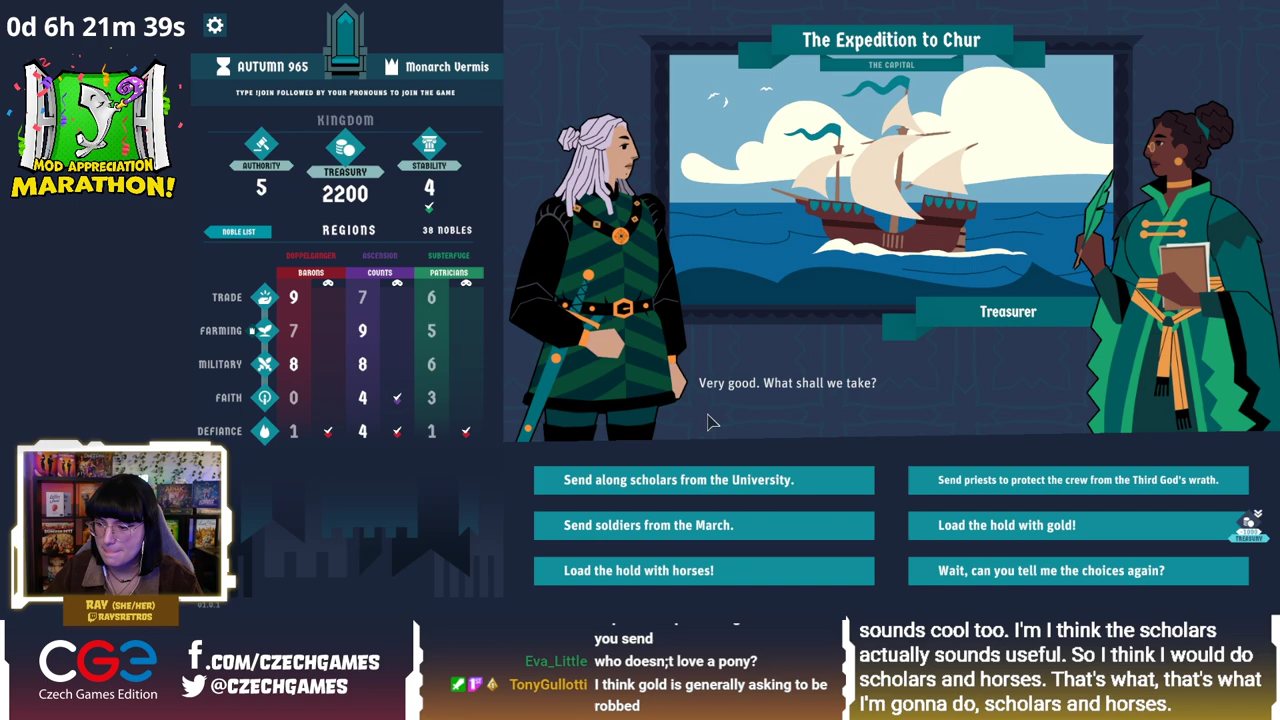 0d 6h 21m 39s
MOD APPRECIATION
MARATHON!
AUTUMN 965
Monarch Vermis
TYPE !JOIN FOLLOWED BY YOUR PRONOUNS TO JOIN THE GAME
KINGDOM
AUTHORITY
TREASURY
STABILITY
5
2200
4
NOBLE LIST
REGIONS
38 NOBLES
DOPPELGANGER
ASCENSION
SUBTERFUGE
BARONS
COUNTS
PATRICIANS
TRADE 9 7 6
FARMING 7 9 5
MILITARY 8 8 6
FAITH 0 4 3
DEFIANCE 1 4 1
V1.0.1
The Expedition to Chur
THE CAPITAL
Treasurer
Very good. What shall we take?
Send along scholars from the University.
Send priests to protect the crew from the Third God's wrath.
Send soldiers from the March.
Load the hold with gold!
-1000
TREASURY
Load the hold with horses!
Wait, can you tell me the choices again?
RAY (SHE/HER)
RAYSRETROS
CGE
Czech Games Edition
f.COM/CZECHGAMES
@CZECHGAMES
you send
Eva_Little who doesn;t love a pony?
TonyGullotti I think gold is generally asking to be
robbed
sounds cool too. I'm I think the scholars
actually sounds useful. So I think I would do
scholars and horses. That's what, that's what
I'm gonna do, scholars and horses.